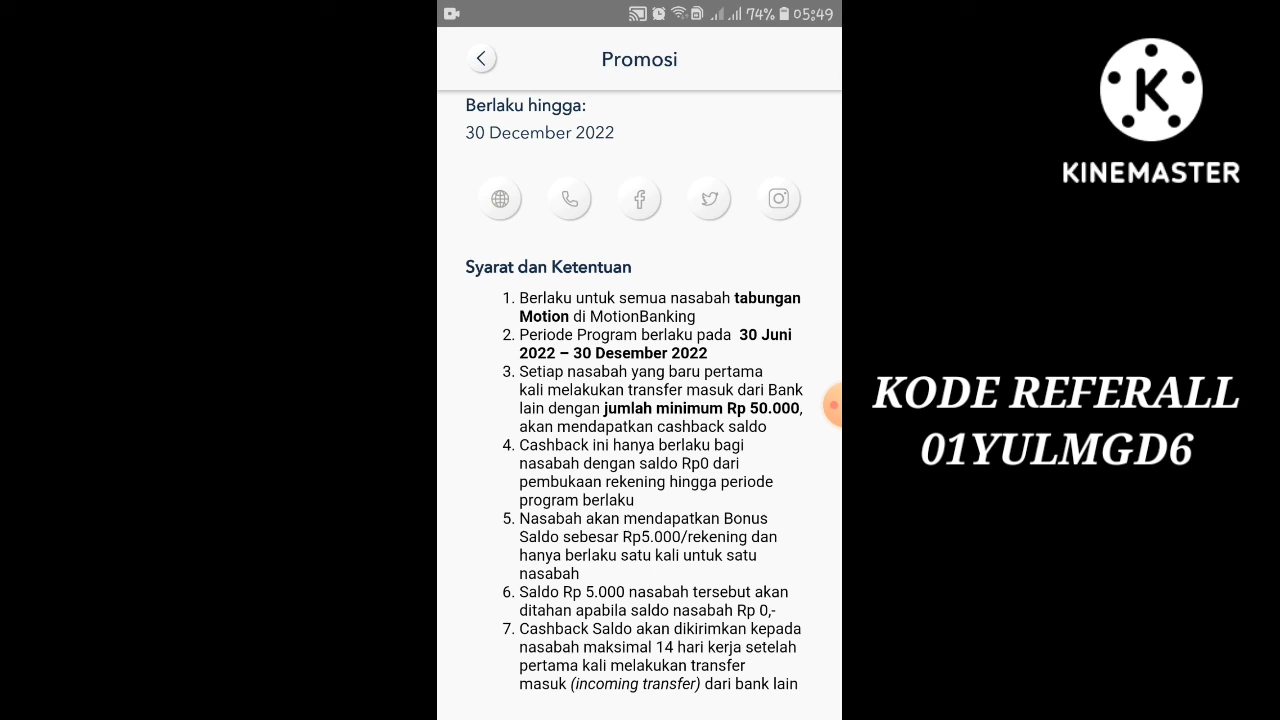 74% 05:49
Promosi
Berlaku hingga:
30 December 2022
Syarat dan Ketentuan
1. Berlaku untuk semua nasabah tabungan
Motion di MotionBanking
2. Periode Program berlaku pada 30 Juni
2022 – 30 Desember 2022
3. Setiap nasabah yang baru pertama
kali melakukan transfer masuk dari Bank
lain dengan jumlah minimum Rp 50.000,
akan mendapatkan cashback saldo
4. Cashback ini hanya berlaku bagi
nasabah dengan saldo Rp0 dari
pembukaan rekening hingga periode
program berlaku
5. Nasabah akan mendapatkan Bonus
Saldo sebesar Rp5.000/rekening dan
hanya berlaku satu kali untuk satu
nasabah
6. Saldo Rp 5.000 nasabah tersebut akan
ditahan apabila saldo nasabah Rp 0,-
7. Cashback Saldo akan dikirimkan kepada
nasabah maksimal 14 hari kerja setelah
pertama kali melakukan transfer
masuk (incoming transfer) dari bank lain
K
KINEMASTER
KODE REFERALL
01YULMGD6